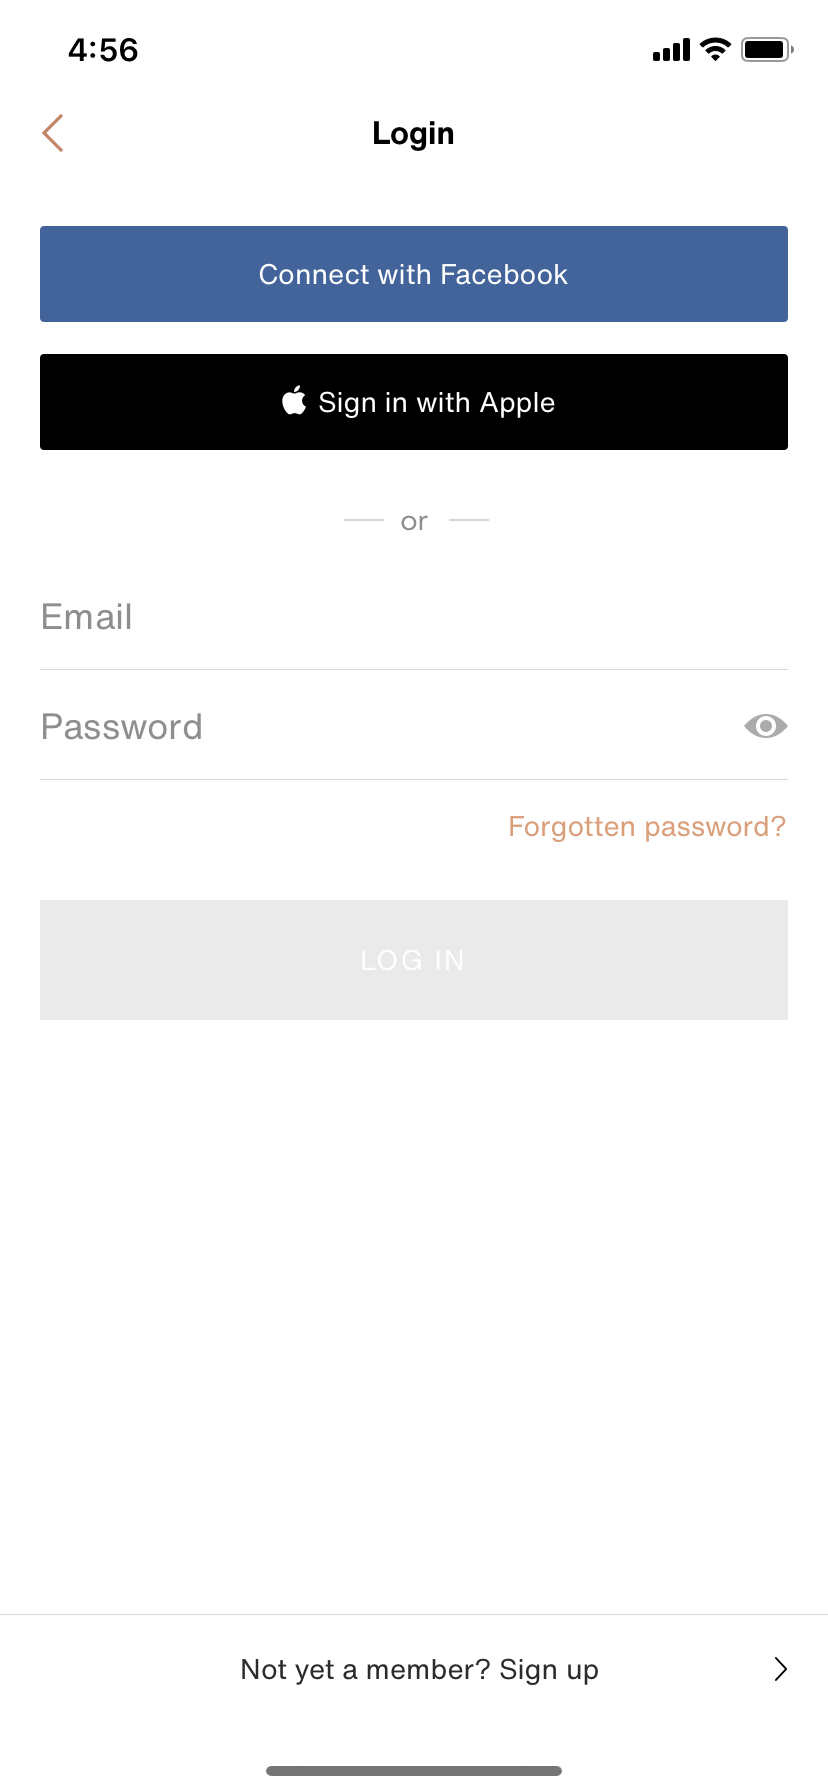 4:56
Login
Connect with Facebook
Sign in with Apple
or
Email
Password
Forgotten password?
LOG IN
Not yet a member? Sign up